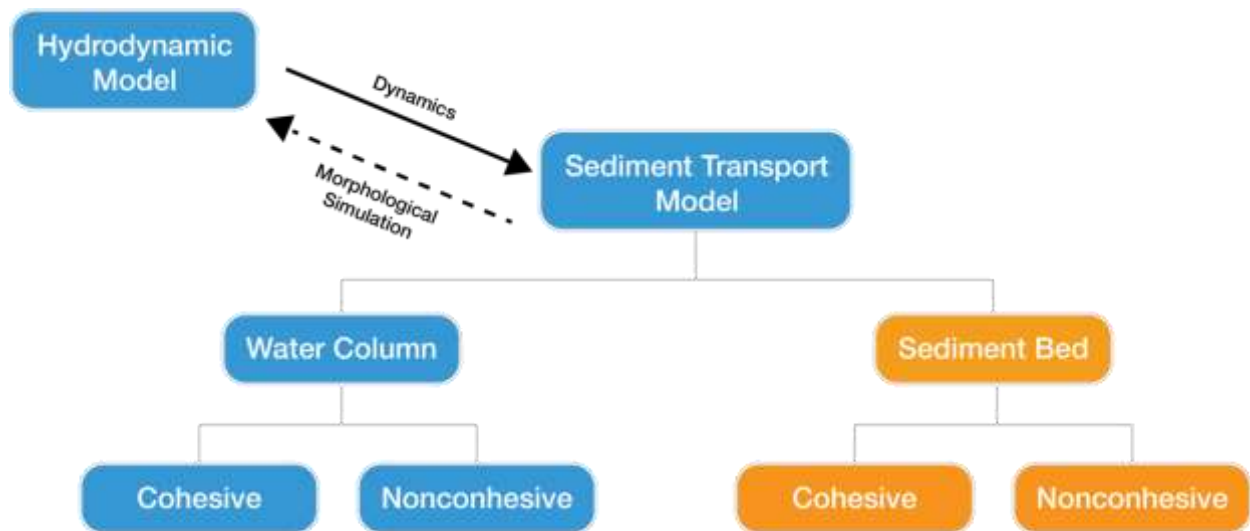 Hydrodynamic
Model
Dynamics
Morphological
Simulation
Sediment Transport
Model
Water Column
Sediment Bed
Cohesive
Nonconhesive
Cohesive
Nonconhesive